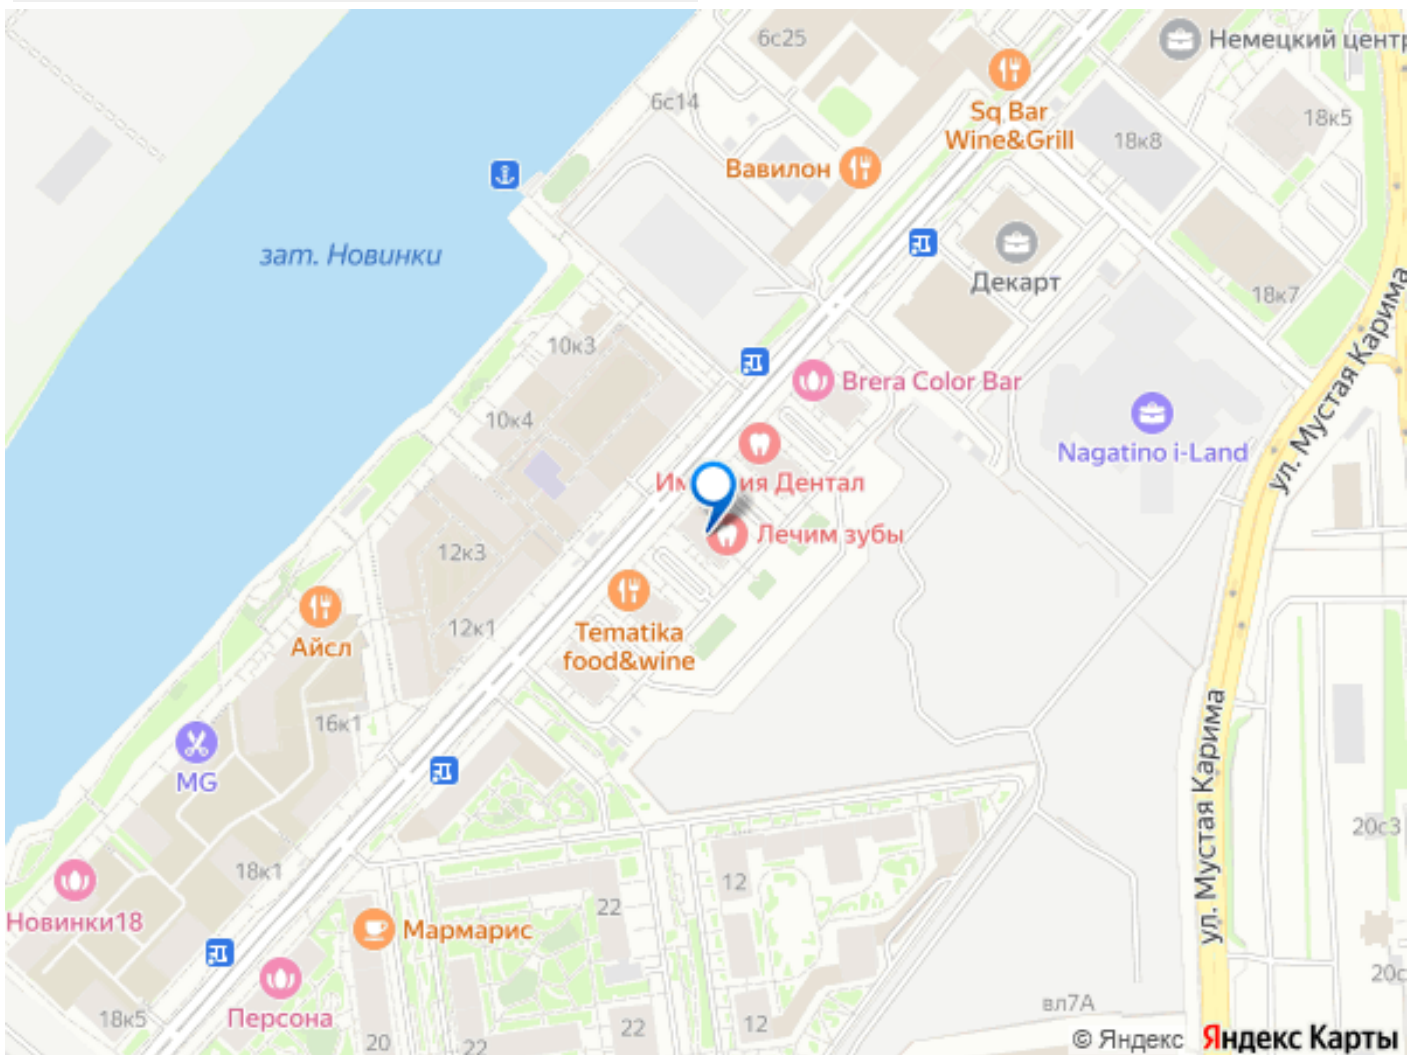 6с25
Немецкий центр
6с14
Sq Bar
Wine&Grill
18к5
18к8
Вавилон
зат. Новинки
Декарт
18к7
ул. Мустая Карима
10к3
Brera Color Bar
10к4
Nagatino i-Land
Дентал
Лечим зубы
12к3
Tematika
food&wine
12к1
Айсл
16к1
MG
ул. Мустая Карима
20с3
18к1
12
22
Новинки18
Мармарис
Персона
18к5
20
22
22
12
вл7А
© Яндекс Яндекс Карты